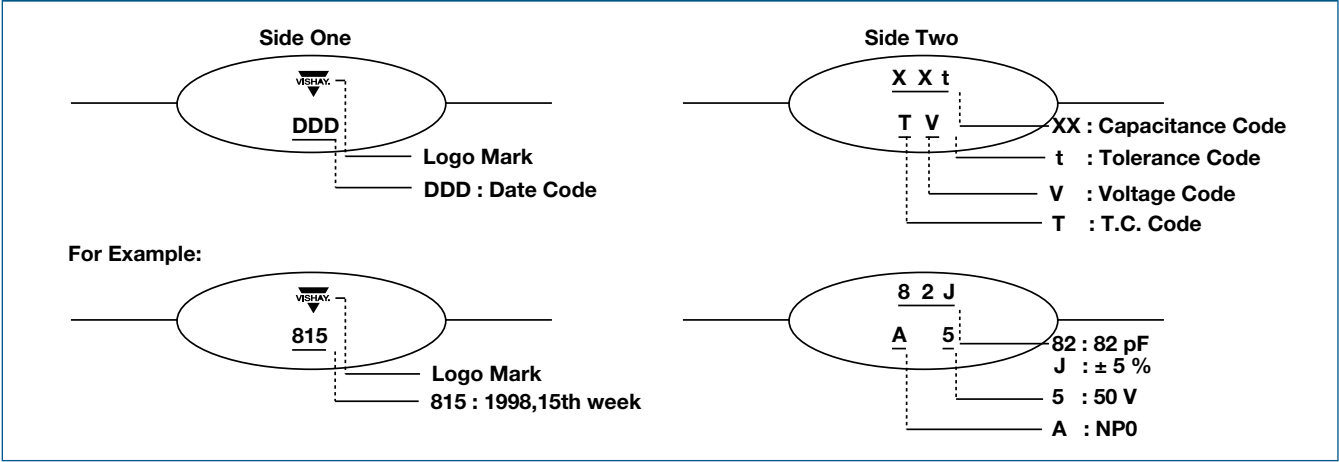 Side One
VISHAY.
DDD
Logo Mark
DDD : Date Code
Side Two
X X t
T V
XX : Capacitance Code
t : Tolerance Code
V : Voltage Code
T : T.C. Code
For Example:
VISHAY.
815
Logo Mark
815 : 1998,15th week
8 2 J
A 5
82 : 82 pF
J : ± 5 %
5 : 50 V
A : NP0